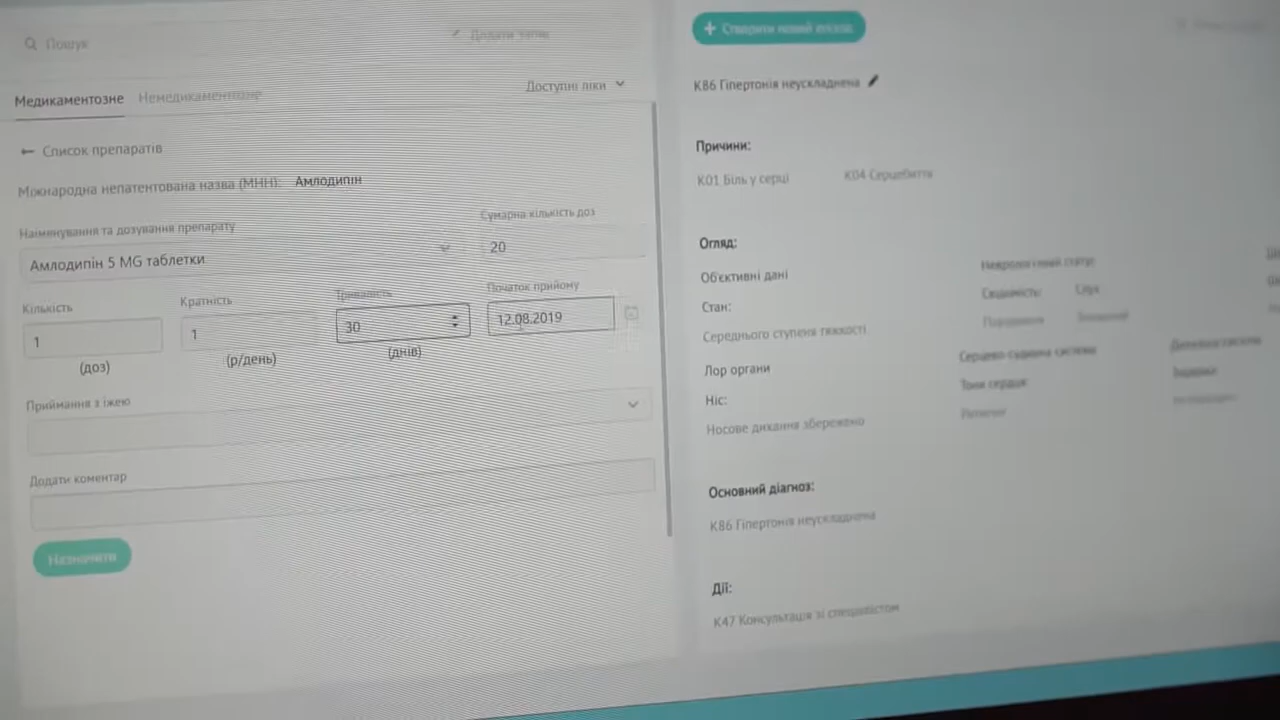 Пошук
Додати
Медикаментозне Немедикаментозне
Доступні ліки
Список препаратів
Міжнародна непатентована назва (МНН): Амлодипін
Найменування та дозування препарату
Сумарна кількість доз
Амлодипін 5 MG таблетки
20
Кількість
Кратність
Тривалість
Початок прийому
1
1
30
12.08.2019
(доз)
(р/день)
(днів)
Приймання з їжею
Додати коментар
Назначити
Створити новий епізод
K86 Гіпертонія неускладнена
Причини:
K01 Біль у серці
K04 Серцебиття
Огляд:
Об'єктивні дані
Стан:
Середнього ступеня тяжкості
Лор органи
Ніс:
Носове дихання збережено
Свідомість:
Слух
Серцево-судинна система
Тони серця:
Основний діагноз:
K86 Гіпертонія неускладнена
Дії:
K47 Консультація зі спеціалістом